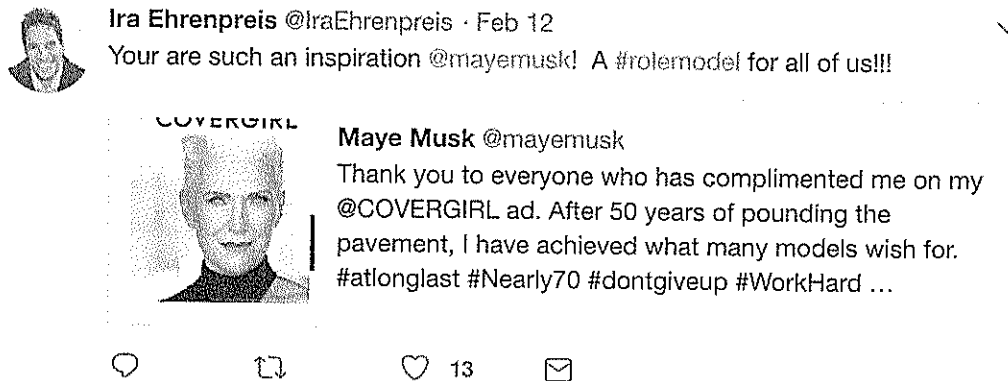 Ira Ehrenpreis @IraEhrenpreis · Feb 12
Your are such an inspiration @mayemusk! A #rolemodel for all of us!!!
COVERGIRL
Maye Musk @mayemusk
Thank you to everyone who has complimented me on my
@COVERGIRL ad. After 50 years of pounding the
pavement, I have achieved what many models wish for.
#atlonglast #Nearly70 #dontgiveup #WorkHard ...
13